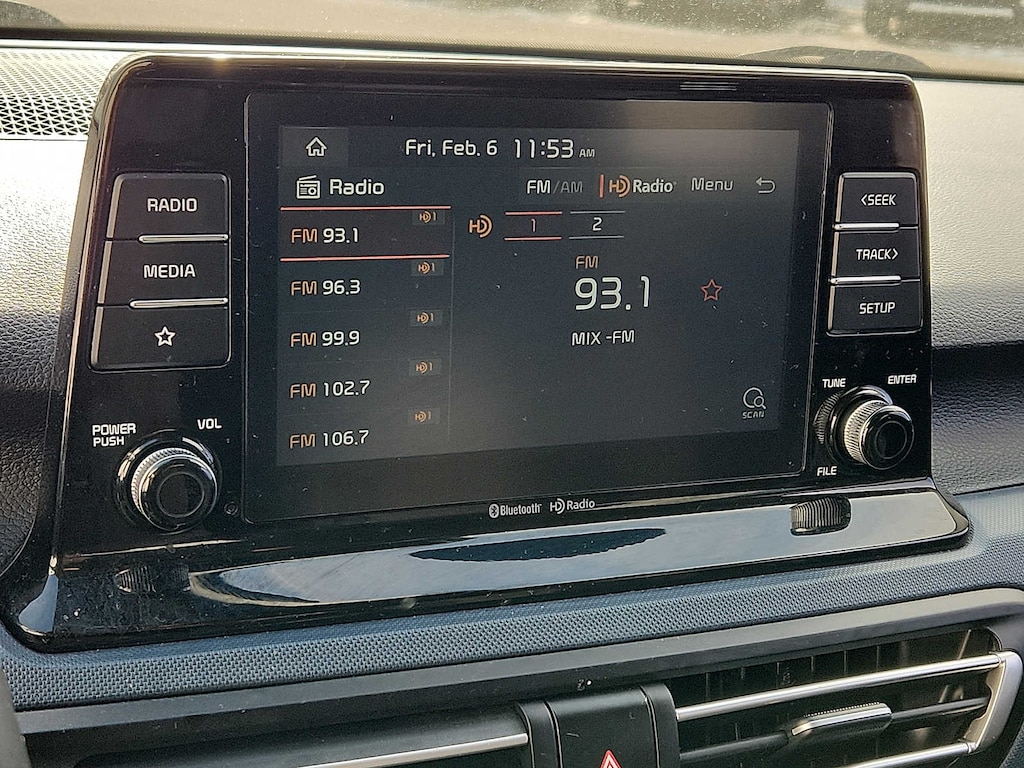 Fri, Feb. 6 11:53 AM
Radio
FM/AM HD Radio Menu
HD1
FM 93.1
HD1
FM 96.3
HD1
FM 99.9
HD1
FM 102.7
HD1
FM 106.7
HD 1 2
FM
93.1
MIX -FM
SCAN
RADIO
MEDIA
POWER
PUSH
VOL
<SEEK
TRACK>
SETUP
TUNE
ENTER
FILE
Bluetooth HD Radio